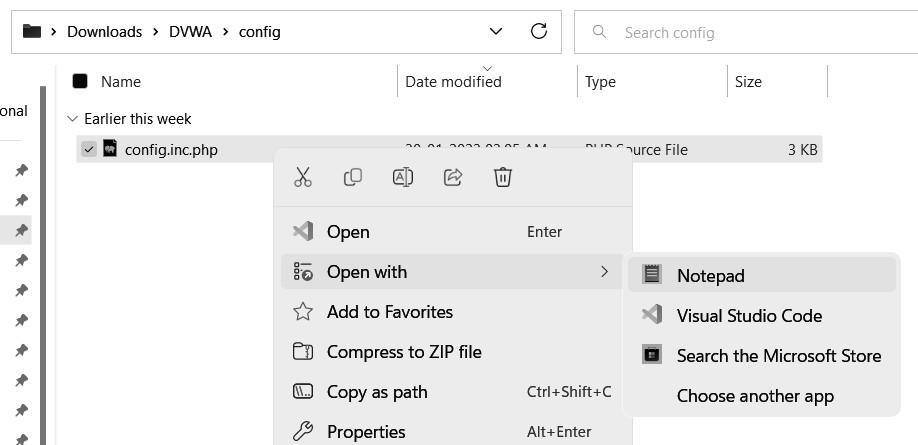 Downloads > DVWA > config
Search config
Name Date modified Type Size
onal
Earlier this week
config.inc.php PHP Source File 3 KB
Open Enter
Open with
Notepad
Add to Favorites
Visual Studio Code
Compress to ZIP file
Search the Microsoft Store
Copy as path Ctrl+Shift+C
Choose another app
Properties Alt+Enter